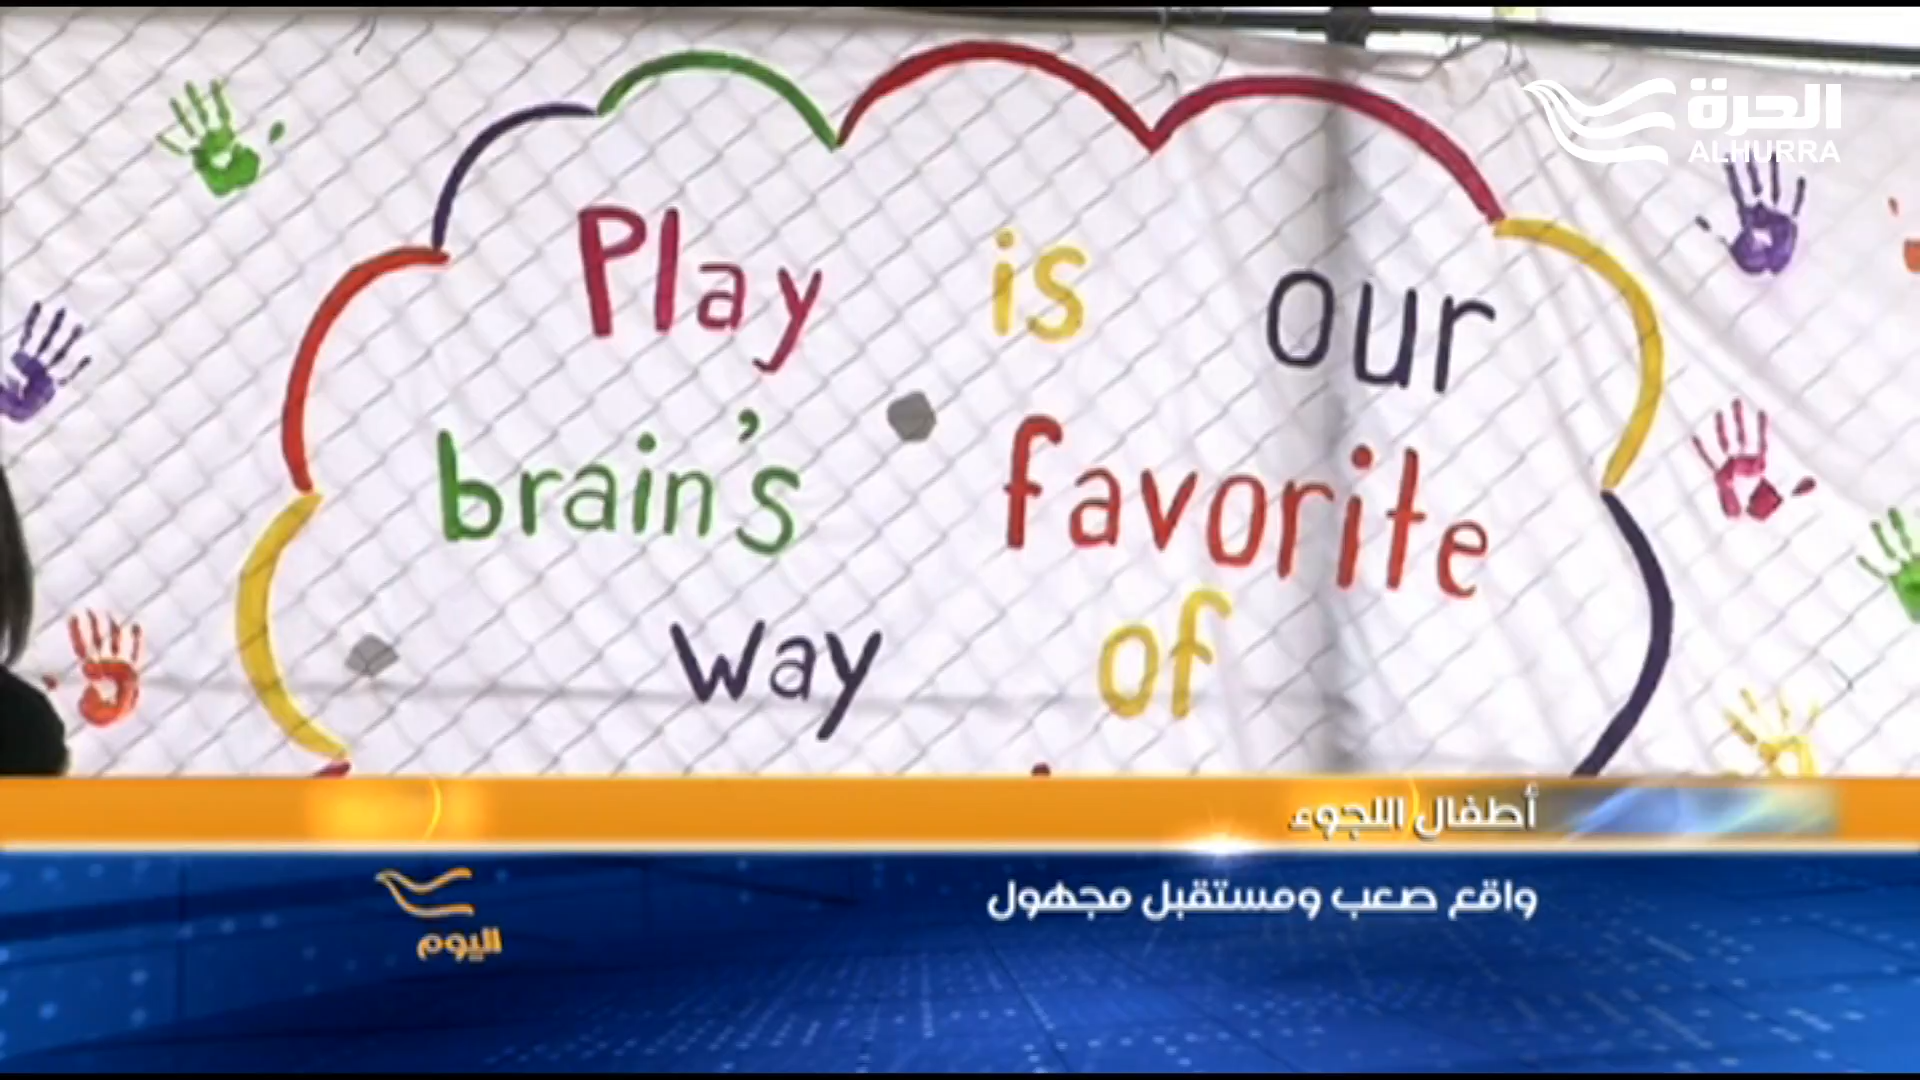 الحرة
ALHURRA
Play is our
brain's favorite
way of
أطفال اللجوء
واقع صعب ومستقبل مجهول
اليوم